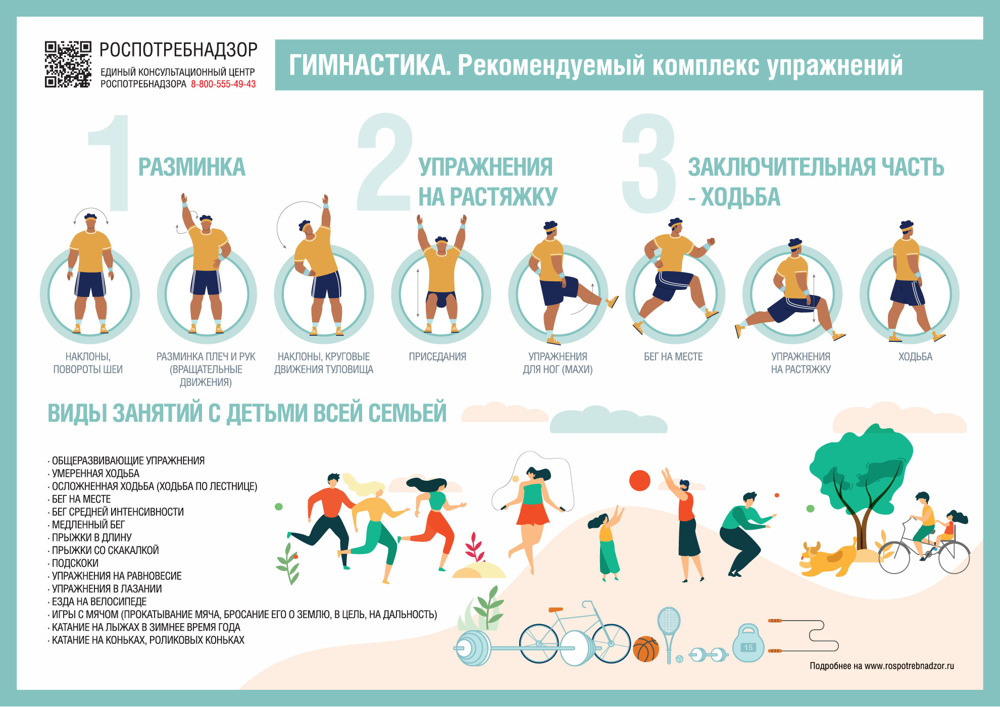 РОСПОТРЕБНАДЗОР
ЕДИНЫЙ КОНСУЛЬТАЦИОННЫЙ ЦЕНТР
РОСПОТРЕБНАДЗОРА 8-800-555-49-43
ГИМНАСТИКА. Рекомендуемый комплекс упражнений
1
РАЗМИНКА
2
УПРАЖНЕНИЯ
НА РАСТЯЖКУ
3
ЗАКЛЮЧИТЕЛЬНАЯ ЧАСТЬ
- ХОДЬБА
НАКЛОНЫ,
ПОВОРОТЫ ШЕИ
РАЗМИНКА ПЛЕЧ И РУК
(ВРАЩАТЕЛЬНЫЕ
ДВИЖЕНИЯ)
НАКЛОНЫ, КРУГОВЫЕ
ДВИЖЕНИЯ ТУЛОВИЩА
ПРИСЕДАНИЯ
УПРАЖНЕНИЯ
ДЛЯ НОГ (МАХИ)
БЕГ НА МЕСТЕ
УПРАЖНЕНИЯ
НА РАСТЯЖКУ
ХОДЬБА
ВИДЫ ЗАНЯТИЙ С ДЕТЬМИ ВСЕЙ СЕМЬЕЙ
· ОБЩЕРАЗВИВАЮЩИЕ УПРАЖНЕНИЯ
· УМЕРЕННАЯ ХОДЬБА
· ОСЛОЖНЕННАЯ ХОДЬБА (ХОДЬБА ПО ЛЕСТНИЦЕ)
· БЕГ НА МЕСТЕ
· БЕГ СРЕДНЕЙ ИНТЕНСИВНОСТИ
· МЕДЛЕННЫЙ БЕГ
· ПРЫЖКИ В ДЛИНУ
· ПРЫЖКИ СО СКАКАЛКОЙ
· ПОДСКОКИ
· УПРАЖНЕНИЯ НА РАВНОВЕСИЕ
· УПРАЖНЕНИЯ В ЛАЗАНИИ
· ЕЗДА НА ВЕЛОСИПЕДЕ
· ИГРЫ С МЯЧОМ (ПРОКАТЫВАНИЕ МЯЧА, БРОСАНИЕ ЕГО О ЗЕМЛЮ, В ЦЕЛЬ, НА ДАЛЬНОСТЬ)
· КАТАНИЕ НА ЛЫЖАХ В ЗИМНЕЕ ВРЕМЯ ГОДА
· КАТАНИЕ НА КОНЬКАХ, РОЛИКОВЫХ КОНЬКАХ
15
Подробнее на www.rospotrebnadzor.ru